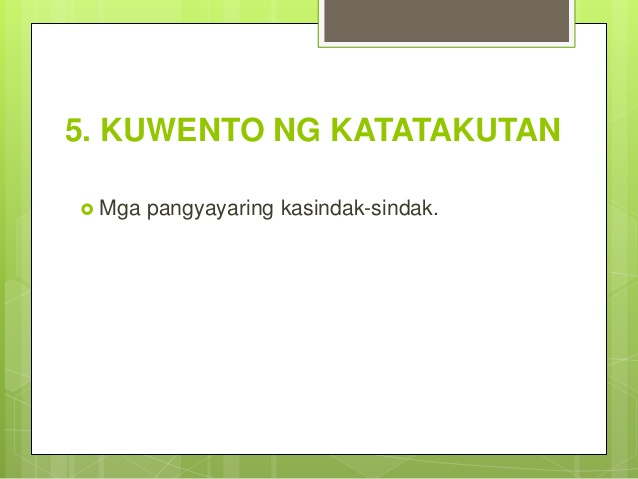 5. KUWENTO NG KATATAKUTAN
Mga pangyayaring kasindak-sindak.